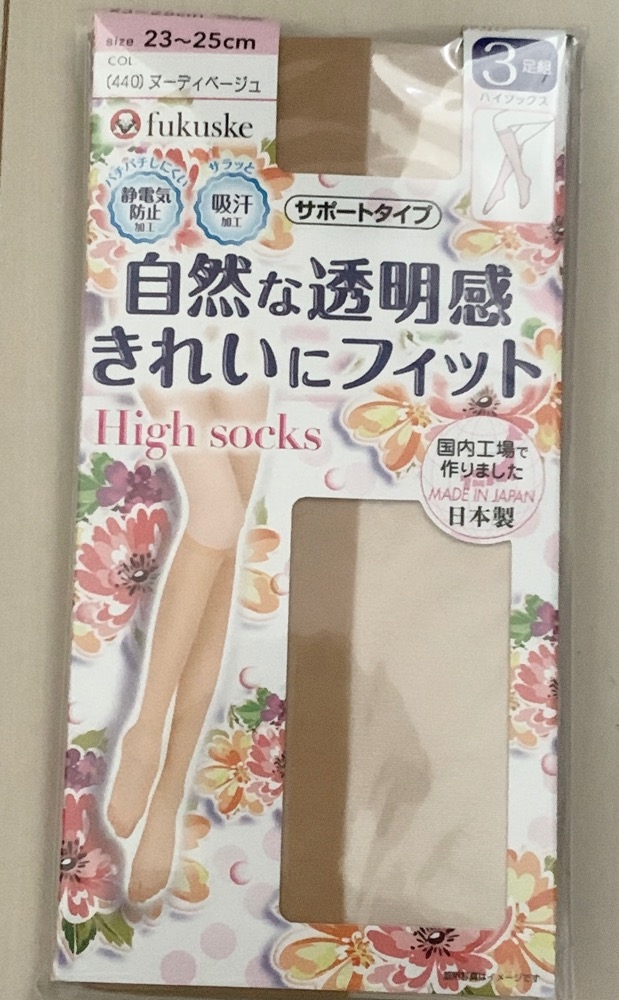 size 23～25cm
COL
(440) ヌーディベージュ
fukuske
3足組
ハイソックス
パチパチしにくい
静電気
防止
加工
サラッと
吸汗
加工
サポートタイプ
自然な透明感
きれいにフィット
High socks
国内工場で
作りました
MADE IN JAPAN
日本製